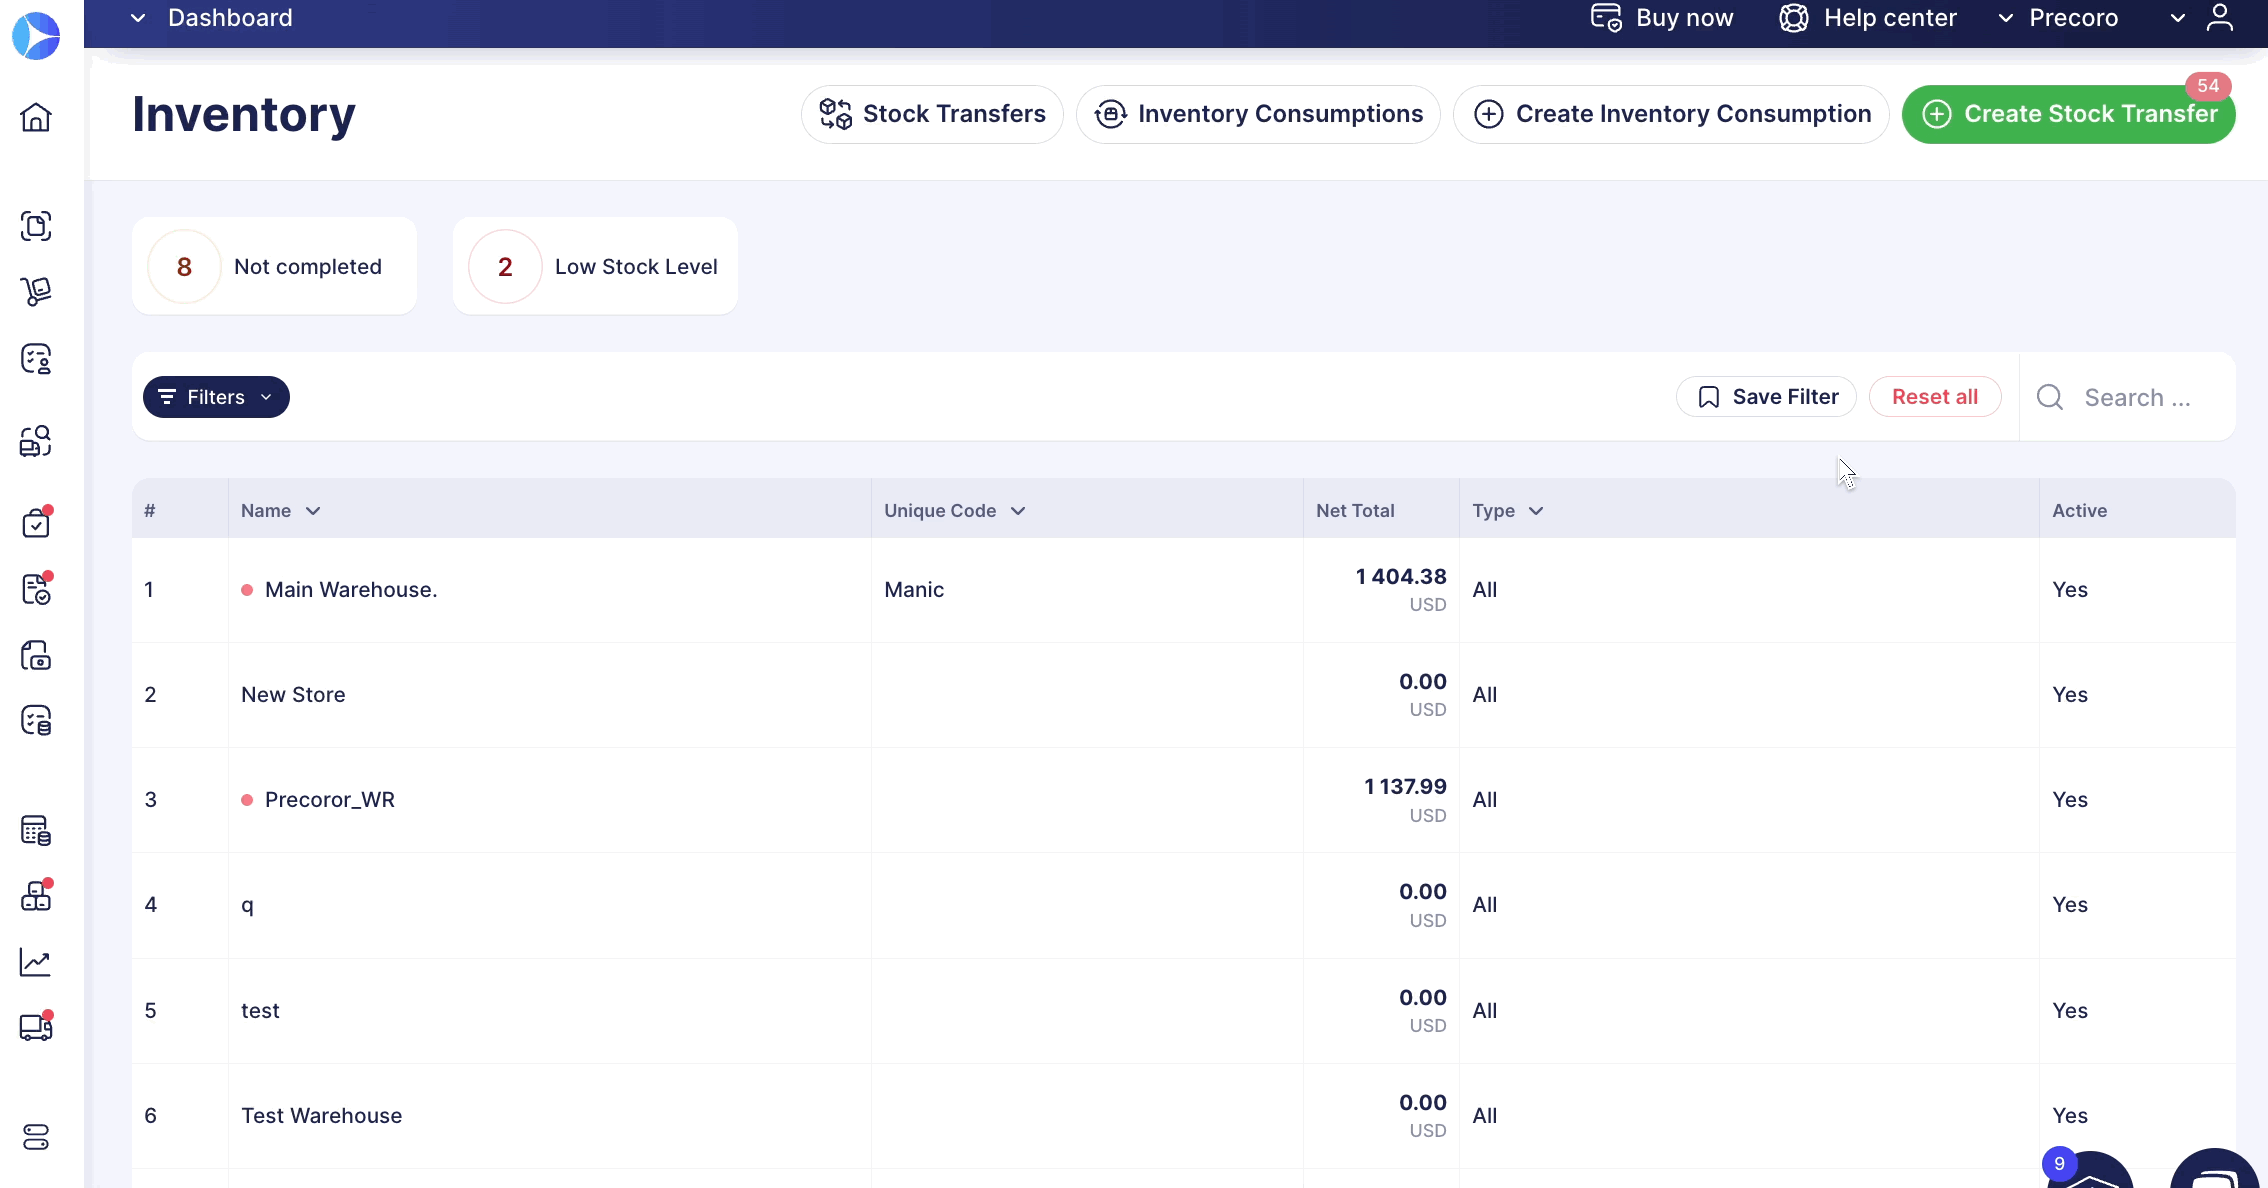 Dashboard Buy now Help center Precoro
54
Inventory Stock Transfers Inventory Consumptions Create Inventory Consumption Create Stock Transfer
8 Not completed 2 Low Stock Level
Filters Save Filter Reset all Search ...
# Name Unique Code Net Total Type Active
1 Main Warehouse. Manic 1 404.38 USD All Yes
2 New Store 0.00 USD All Yes
3 Precoror_WR 1 137.99 USD All Yes
4 q 0.00 USD All Yes
5 test 0.00 USD All Yes
6 Test Warehouse 0.00 USD All Yes
9